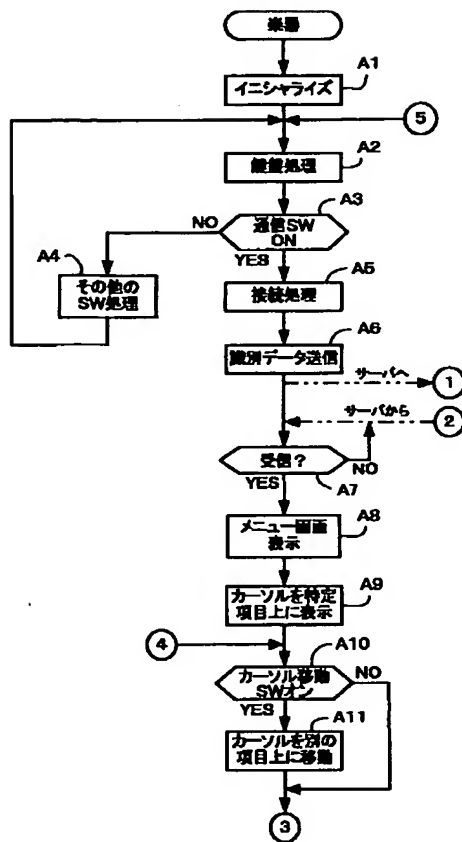 楽器
A1
イニシャライズ
5
A2
鍵盤処理
A3
通信SW
ON
NO
YES
A4
その他の
SW処理
A5
接続処理
A6
識別データ送信
サーバへ
1
サーバから
2
受信？
NO
YES
A7
A8
メニュー画面
表示
A9
カーソルを特定
項目上に表示
4
A10
カーソル移動
SWオン
NO
YES
A11
カーソルを別の
項目上に移動
3